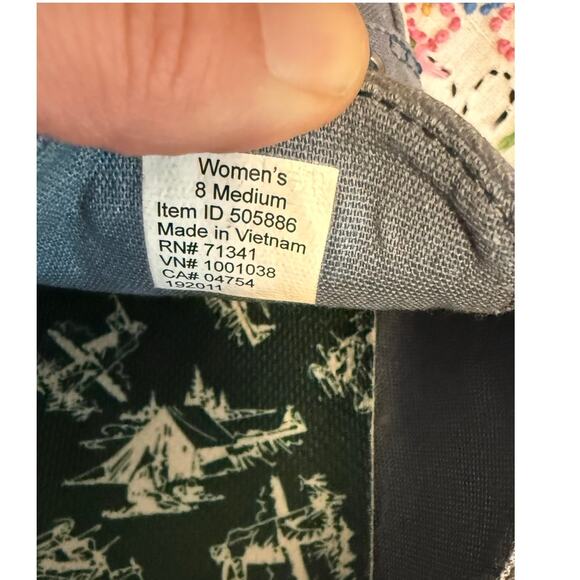 Women's
8 Medium
Item ID 505886
Made in Vietnam
RN# 71341
VN# 1001038
CA# 04754
192011